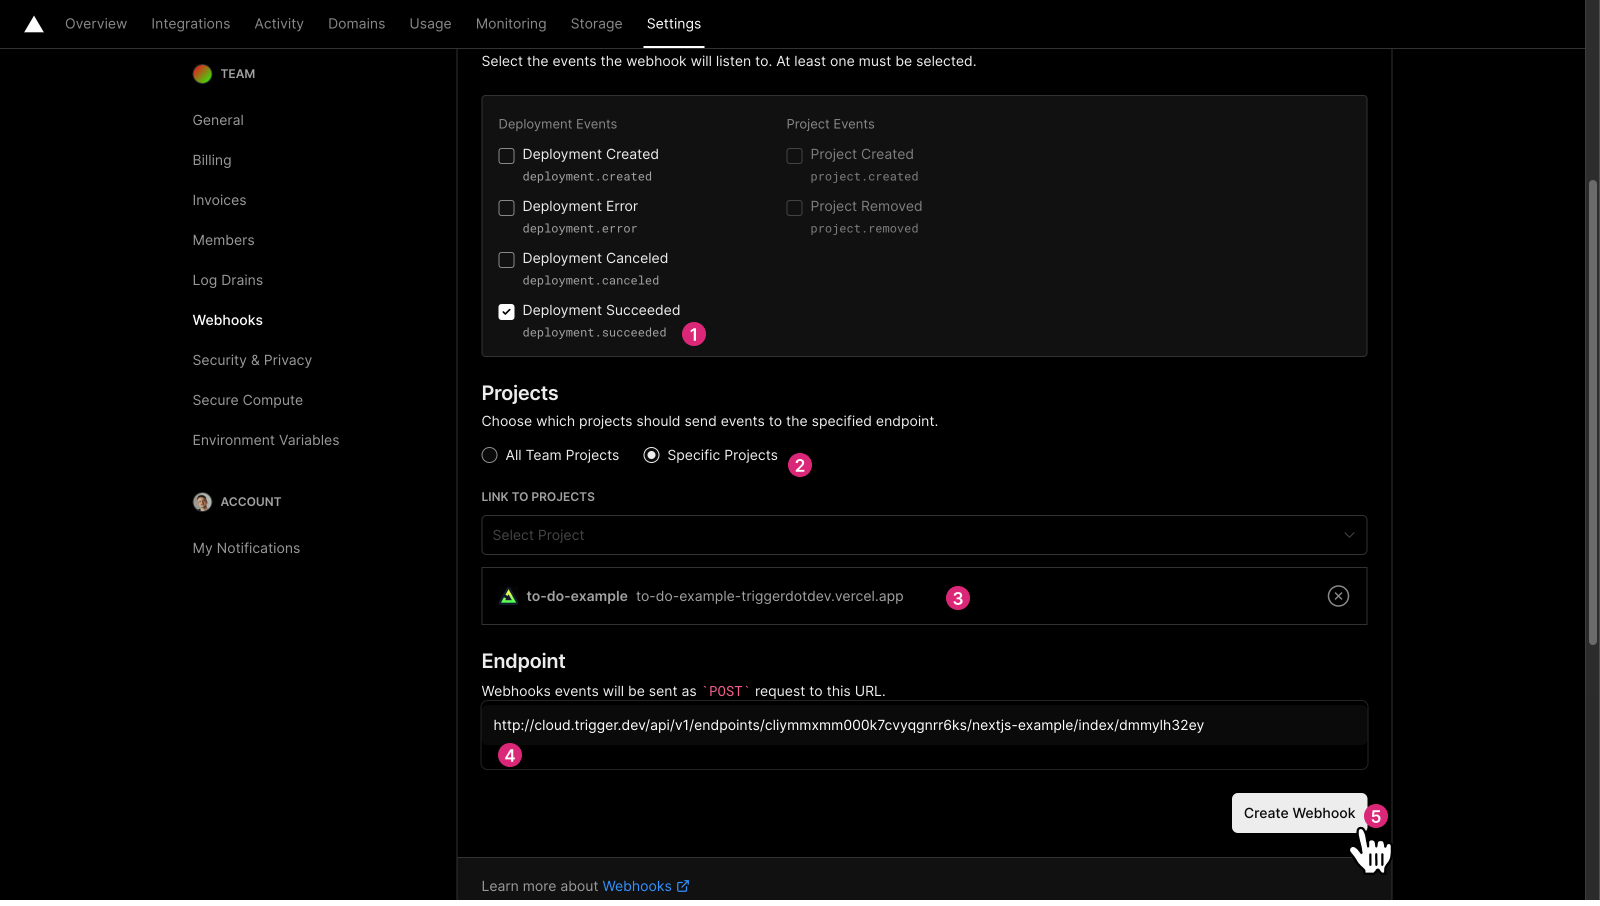 Overview Integrations Activity Domains Usage Monitoring Storage Settings
TEAM
General
Billing
Invoices
Members
Log Drains
Webhooks
Security & Privacy
Secure Compute
Environment Variables
ACCOUNT
My Notifications
Select the events the webhook will listen to. At least one must be selected.
Deployment Events
Deployment Created
deployment.created
Deployment Error
deployment.error
Deployment Canceled
deployment.canceled
Deployment Succeeded
deployment.succeeded 1
Project Events
Project Created
project.created
Project Removed
project.removed
Projects
Choose which projects should send events to the specified endpoint.
All Team Projects Specific Projects 2
LINK TO PROJECTS
Select Project
to-do-example to-do-example-triggerdotdev.vercel.app 3
Endpoint
Webhooks events will be sent as `POST` request to this URL.
http://cloud.trigger.dev/api/v1/endpoints/cliymmxmm000k7cvyqgnrr6ks/nextjs-example/index/dmmylh32ey
4
Create Webhook 5
Learn more about Webhooks